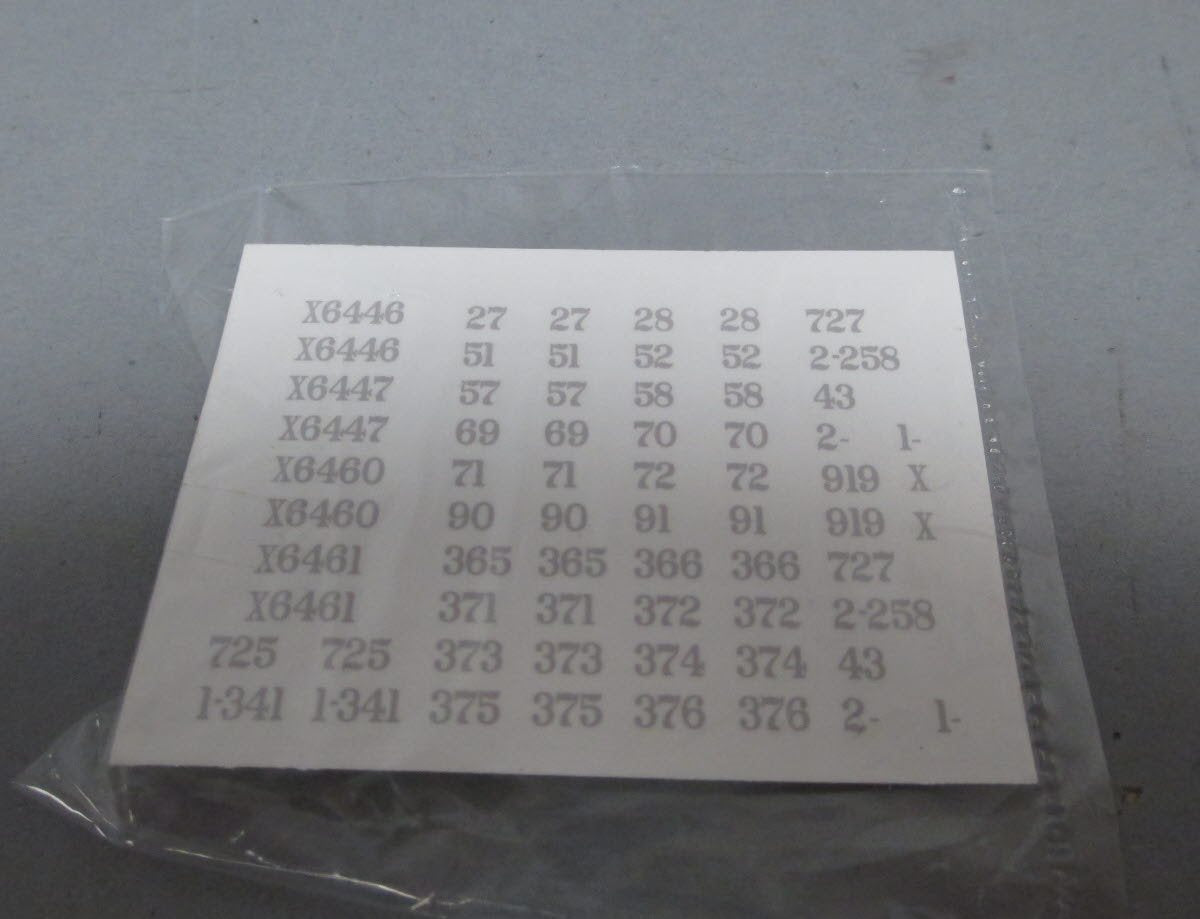 X6446 27 27 28 28 727
X6446 51 51 52 52 2-258
X6447 57 57 58 58 43
X6447 69 69 70 70 2- 1-
X6460 71 71 72 72 919 X
X6460 90 90 91 91 919 X
X6461 365 365 366 366 727
X6461 371 371 372 372 2-258
725 725 373 373 374 374 43
1-341 1-341 375 375 376 376 2- 1-